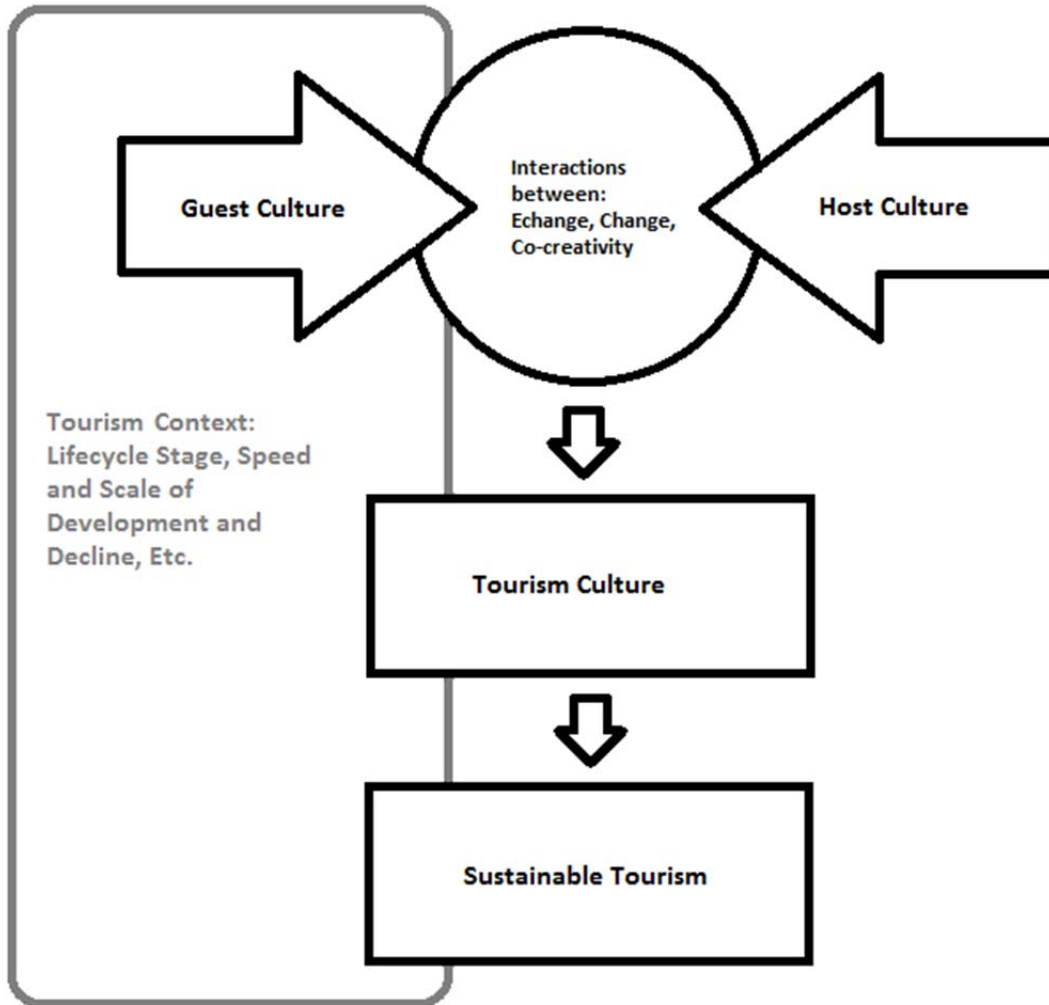 Interactions
between:
Echange, Change,
Co-creativity
Guest Culture
Host Culture
Tourism Context:
Lifecycle Stage, Speed
and Scale of
Development and
Decline, Etc.
Tourism Culture
Sustainable Tourism